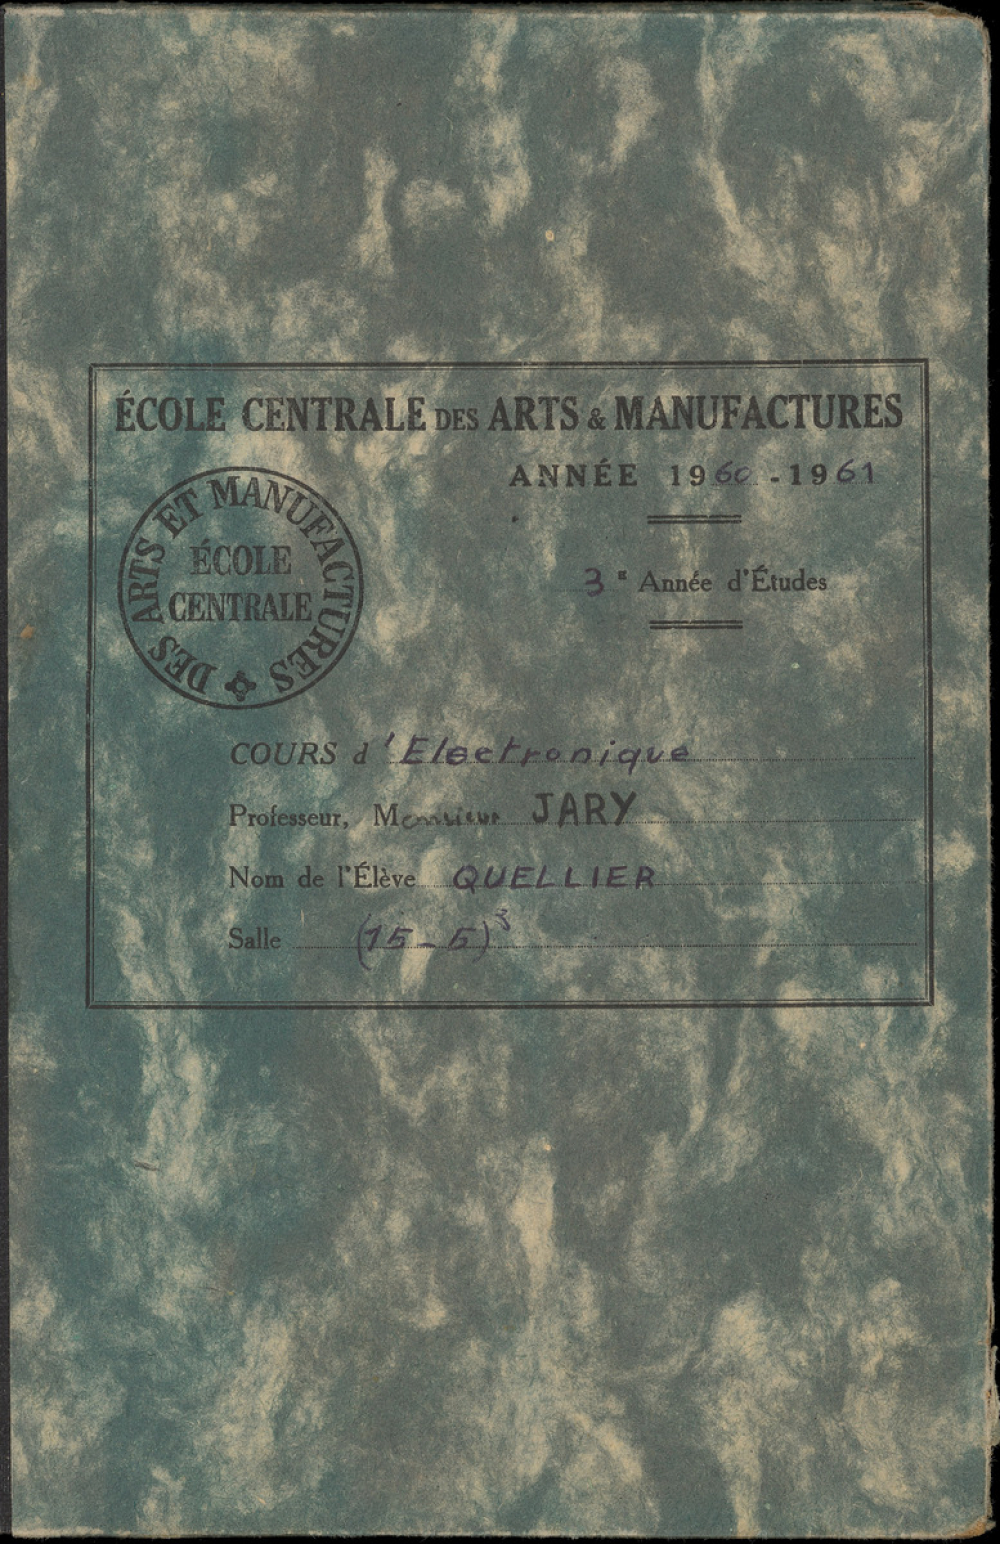 ÉCOLE CENTRALE DES ARTS & MANUFACTURES
ANNÉE 1960 - 1961
DES ARTS ET MANUFACTURES
ÉCOLE
CENTRALE
3e Année d'Études
COURS d'Electronique
Professeur, Monsieur JARY
Nom de l'Élève QUELLIER
Salle (15-5)³